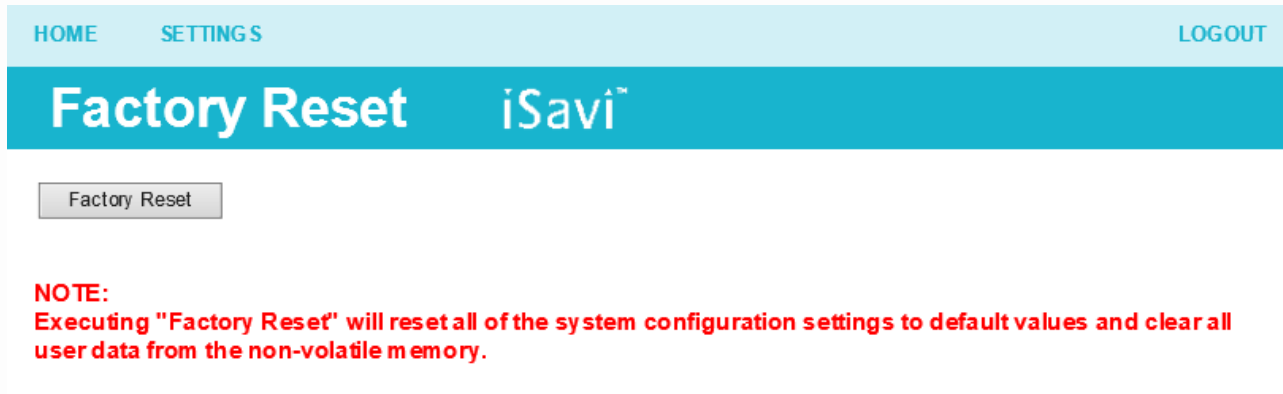 HOME SETTINGS LOGOUT
Factory Reset iSavi™
Factory Reset
NOTE:
Executing "Factory Reset" will reset all of the system configuration settings to default values and clear all
user data from the non-volatile memory.